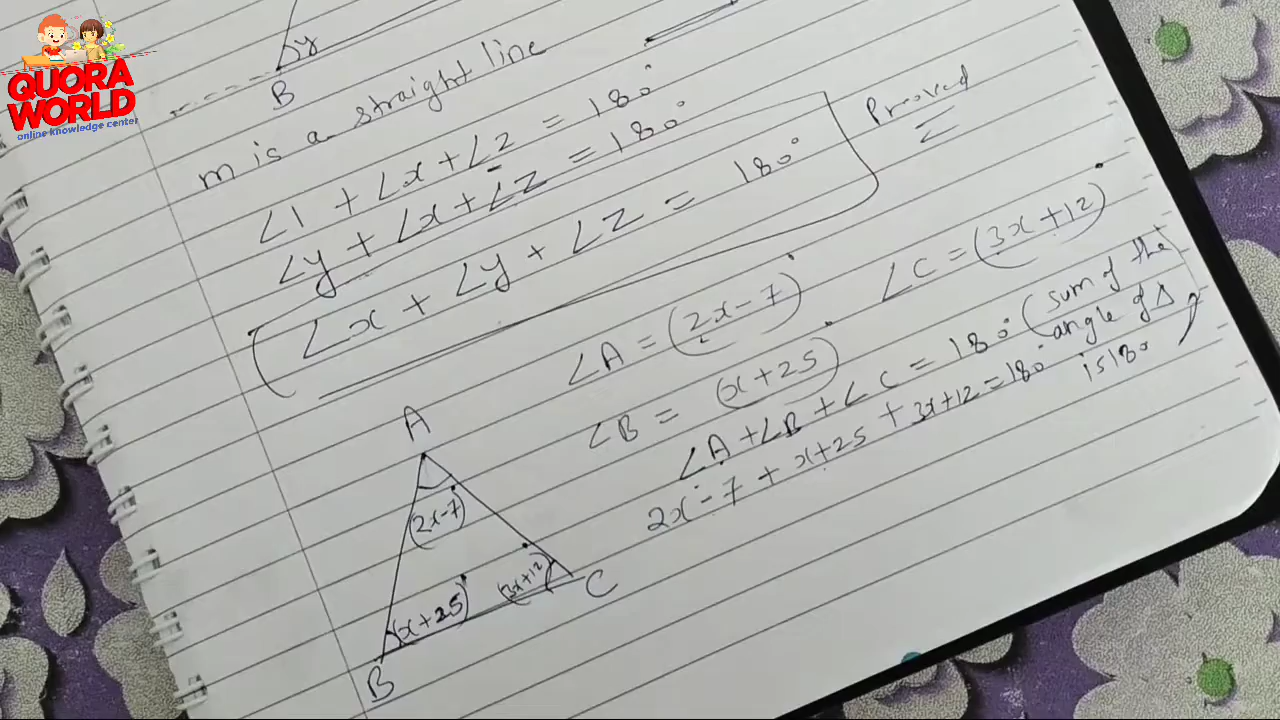 QUORA
WORLD
online knowledge center
y
B
m is a straight line
∠1 + ∠x + ∠z = 180°
∠y + ∠x + ∠z = 180°
∠x + ∠y + ∠z = 180°
Proved
∠A = (2x-7)°
∠C = (3x+12)°
∠B = (x+25)°
∠A + ∠B + ∠C = 180° (sum of the
angle of Δ
is 180°)
2x-7 + x+25 + 3x+12 = 180°
A
(2x-7)°
(x+25)°
(3x+12)°
B
C